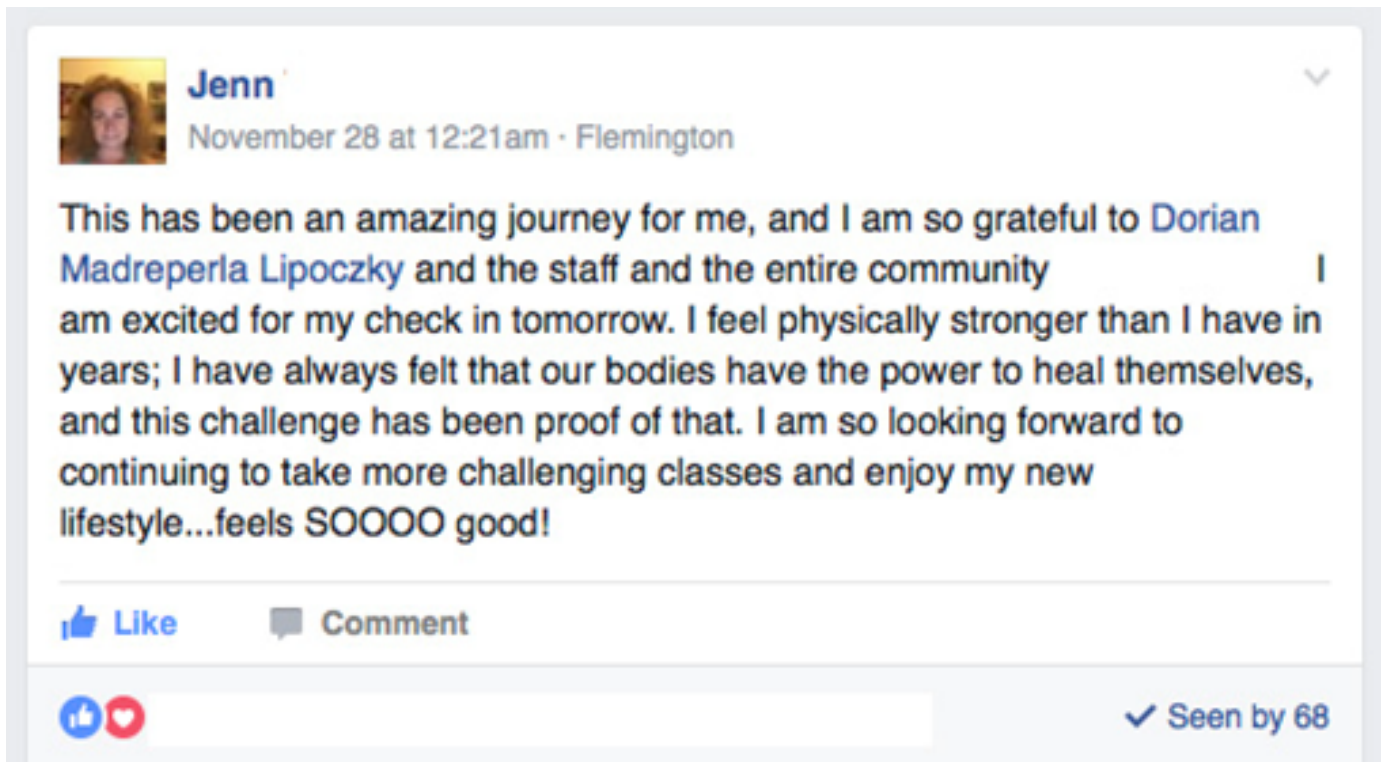 Jenn
November 28 at 12:21am · Flemington
This has been an amazing journey for me, and I am so grateful to Dorian
Madreperla Lipoczky and the staff and the entire community I
am excited for my check in tomorrow. I feel physically stronger than I have in
years; I have always felt that our bodies have the power to heal themselves,
and this challenge has been proof of that. I am so looking forward to
continuing to take more challenging classes and enjoy my new
lifestyle...feels SOOOO good!
Like Comment
Seen by 68